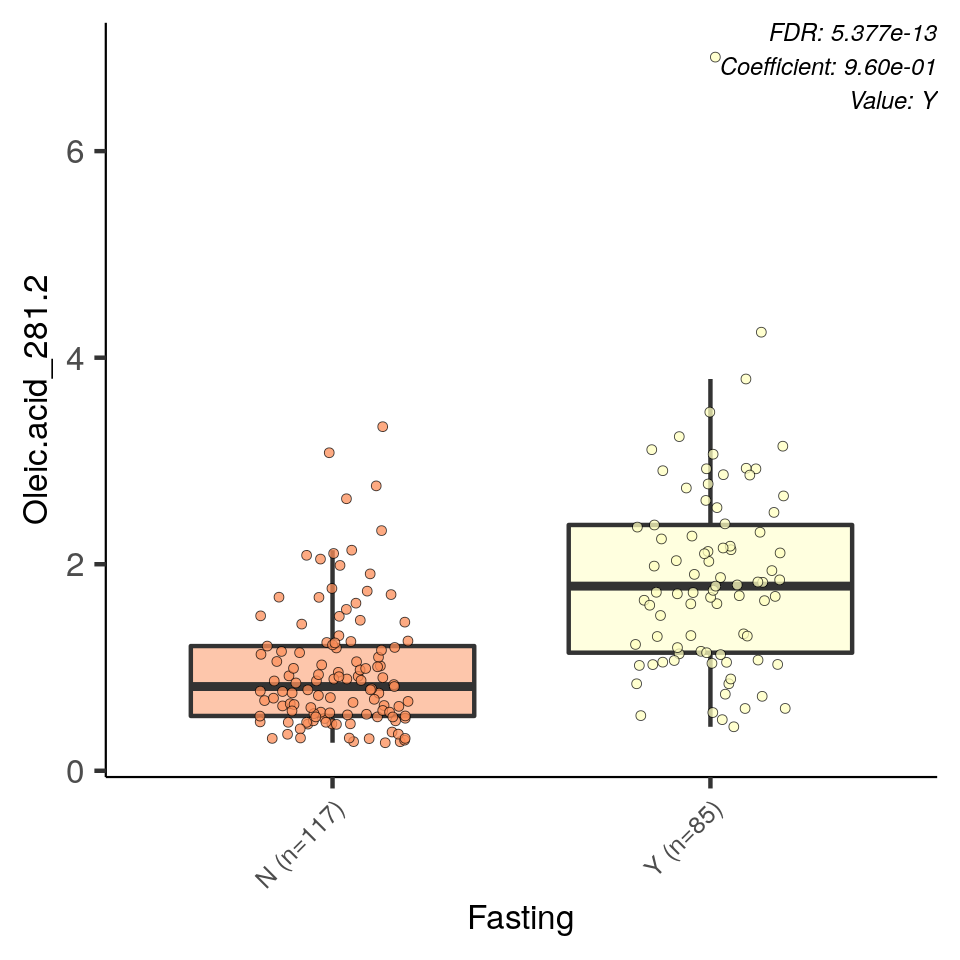 FDR: 5.377e-13
Coefficient: 9.60e-01
Value: Y
6
4
2
0
Oleic.acid_281.2
N (n=117)
Y (n=85)
Fasting